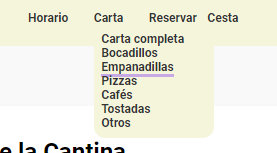 Horario Carta Reservar Cesta
Carta completa
Bocadillos
Empanadillas
Pizzas
Cafés
Tostadas
Otros
e la Cantina